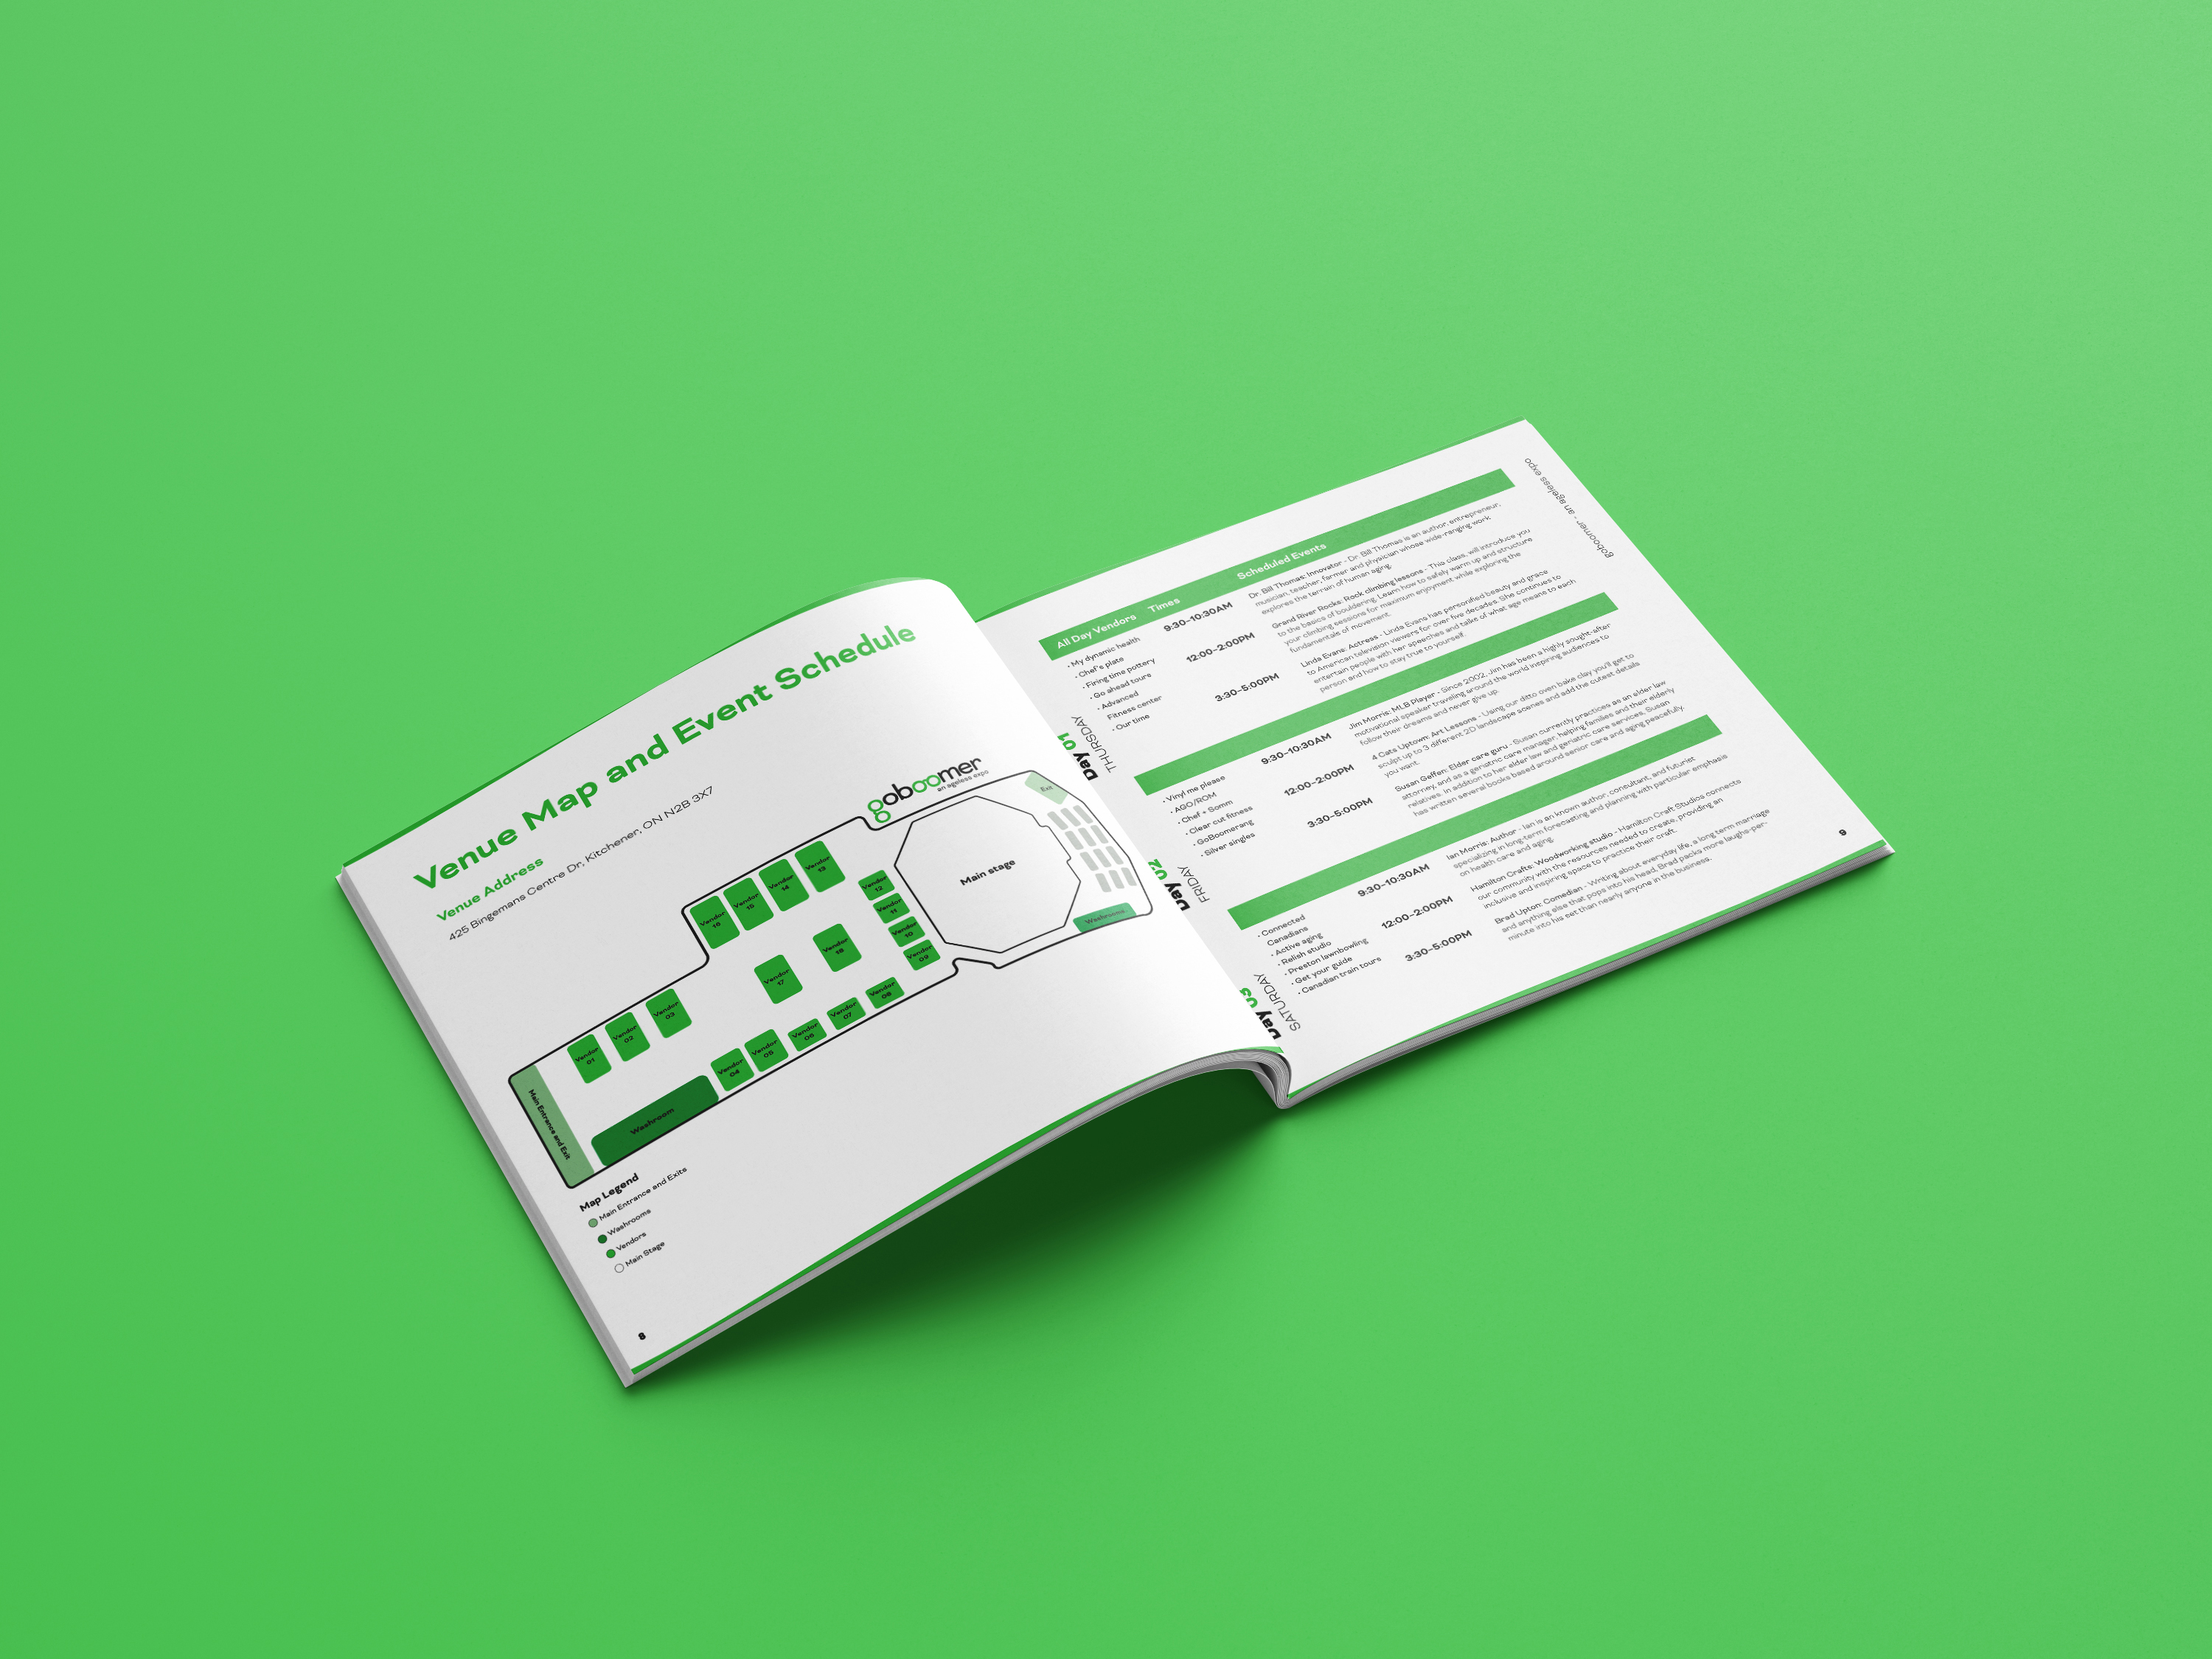 Venue Map and Event Schedule
Venue Address
425 Bingemans Centre Dr, Kitchener, ON N2B 3X7
goboomer
an ageless expo
Exit
Main stage
Washrooms
Vendor
16
Vendor
15
Vendor
14
Vendor
13
Vendor
12
Vendor
11
Vendor
10
Vendor
09
Vendor
18
Vendor
17
Vendor
01
Vendor
02
Vendor
03
Vendor
04
Vendor
05
Vendor
06
Vendor
07
Vendor
08
Washroom
Main Entrance and Exit
Map Legend
Main Entrance and Exits
Washrooms
Vendors
Main Stage
8
goboomer - an ageless expo
All Day Vendors Times Scheduled Events
Day 01
THURSDAY
• My dynamic health
• Chef's plate
• Firing time pottery
• Go ahead tours
• Advanced
Fitness center
• Our time
9:30-10:30AM
Dr Bill Thomas: Innovator - Dr Bill Thomas is an author, entrepreneur,
musician, teacher, farmer and physician whose wide-ranging work
explores the terrain of human aging.
12:00-2:00PM
Grand River Rocks: Rock climbing lessons - This class, will introduce you
to the basics of bouldering. Learn how to safely warm up and structure
your climbing sessions for maximum enjoyment while exploring the
fundamentals of movement.
3:30-5:00PM
Linda Evans: Actress - Linda Evans has personified beauty and grace
to American television viewers for over five decades. She continues to
entertain people with her speeches and talks of what age means to each
person and how to stay true to yourself.
Day 02
FRIDAY
• Vinyl me please
• AGO/ROM
• Chef + Somm
• Clear cut fitness
• GoBoomerang
• Silver singles
9:30-10:30AM
Jim Morris: MLB Player - Since 2002, Jim has been a highly sought-after
motivational speaker traveling around the world inspiring audiences to
follow their dreams and never give up.
12:00-2:00PM
4 Cats Uptown: Art Lessons - Using our ditto oven bake clay you'll get to
sculpt up to 3 different 2D landscape scenes and add the cutest details
you want.
3:30-5:00PM
Susan Geffen: Elder care guru - Susan currently practices as an elder law
attorney, and as a geriatric care manager, helping families and their elderly
relatives. In addition to her elder law and geriatric care services, Susan
has written several books based around senior care and aging peacefully.
Day 03
SATURDAY
• Connected
Canadians
• Active aging
• Relish studio
• Preston lawnbowling
• Get your guide
• Canadian train tours
9:30-10:30AM
Ian Morris: Author - Ian is an known author, consultant, and futurist
specializing in long-term forecasting and planning with particular emphasis
on health care and aging.
12:00-2:00PM
Hamilton Crafts: Woodworking studio - Hamilton Craft Studios connects
our community with the resources needed to create, providing an
inclusive and inspiring space to practice their craft.
3:30-5:00PM
Brad Upton: Comedian - Writing about everyday life, a long term marriage
and anything else that pops into his head, Brad packs more laughs-per-
minute into his set than nearly anyone in the business.
9